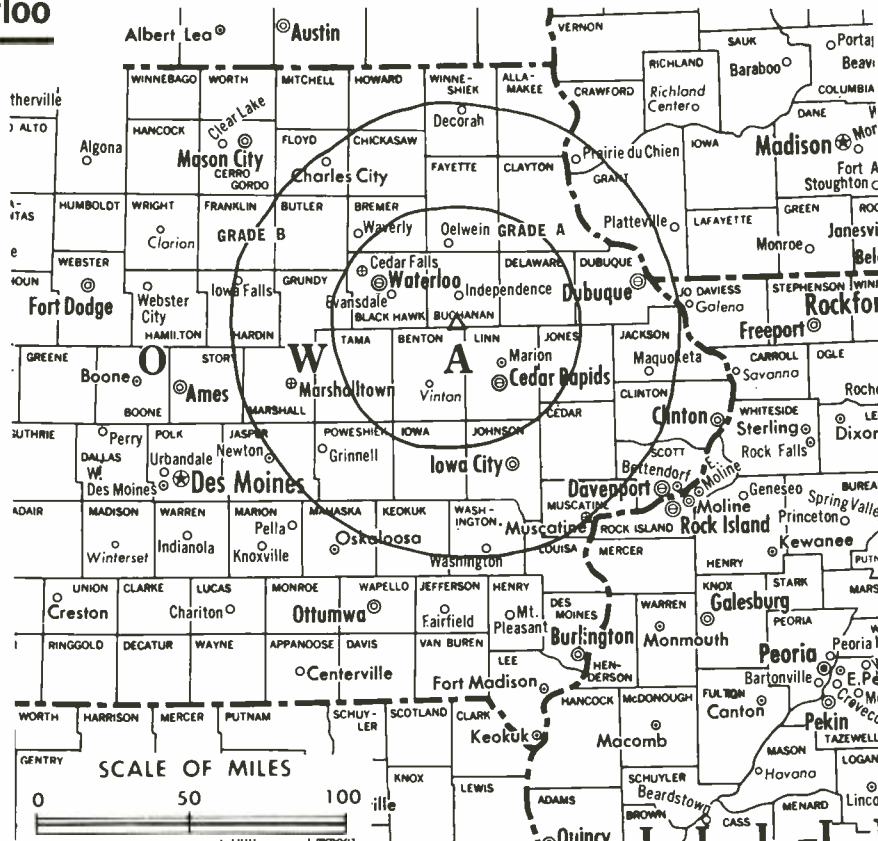 Albert Lea
Austin
VERNON
SAUK
RICHLAND
Baraboo
WINNEBAGO WORTH MITCHELL HOWARD WINNE-
SHIEK
ALLA-
MAKEE
CRAWFORD
Richland
Center
COLUMBIA
DANE
therville
ALTO
Decorah
HANCOCK
Clear Lake
FLOYD
CHICKASAW
Algona
Mason City
CERRO
GORDO
Charles City
Prairie du Chien
IOWA
Madison
Stoughton
FAYETTE CLAYTON
GRANT
HUMBOLDT WRIGHT FRANKLIN BUTLER BREMER
GREEN
LAFAYETTE
Platteville
Clarion
GRADE B
Waverly
Oelwein
GRADE A
Monroe
WEBSTER
Cedar Falls
DELAWARE DUBUQUE
Waterloo
Fort Dodge
Webster
City
Iowa Falls
GRUNDY
Evansdale
Independence
Dubuque
JO DAVIESS
Galena
STEPHENSON
HAMILTON
HARDIN
BLACK HAWK BUCHANAN
Freeport
TAMA BENTON LINN JONES JACKSON
GREENE
O W A
STORY
Marion
Maquoketa
CARROLL OGLE
Savanna
Boone
Ames
Marshalltown
Vinton
Cedar Rapids
CLINTON
BOONE
MARSHALL
CEDAR
Clinton
WHITESIDE
Sterling
GUTHRIE
Perry
POLK
JASPER
POWESHIEK IOWA JOHNSON
Rock Falls
DALLAS
Urbandale
Newton
Grinnell
Iowa City
SCOTT
Bettendorf
E.
Moline
W.
Des Moines
Des Moines
Davenport
Geneseo
Moline
Spring Valley
ADAIR
MADISON WARREN MARION MAHASKA KEOKUK WASH-
INGTON
MUSCATINE
Muscatine
ROCK ISLAND
Rock Island
Princeton
Pella
Winterset
Indianola
Knoxville
Oskaloosa
Washington
LOUISA
MERCER
HENRY
Kewanee
UNION CLARKE LUCAS MONROE WAPELLO JEFFERSON HENRY
KNOX
STARK
Creston
Chariton
Ottumwa
Fairfield
Mt.
Pleasant
DES
MOINES
Burlington
WARREN
Monmouth
Galesburg
PEORIA
RINGGOLD DECATUR WAYNE APPANOOSE DAVIS VAN BUREN
Peoria
Centerville
LEE
HEN-
DERSON
Bartonville
Fort Madison
HANCOCK
McDONOUGH
FULTON
Canton
Pekin
WORTH HARRISON MERCER PUTNAM SCHUY-
LER
SCOTLAND
CLARK
Keokuk
Macomb
TAZEWELL
GENTRY
MASON
LOGAN
SCALE OF MILES
0 50 100
KNOX
LEWIS
SCHUYLER
Havana
ADAMS
Beardstown
BROWN
CASS
MENARD
Quincy